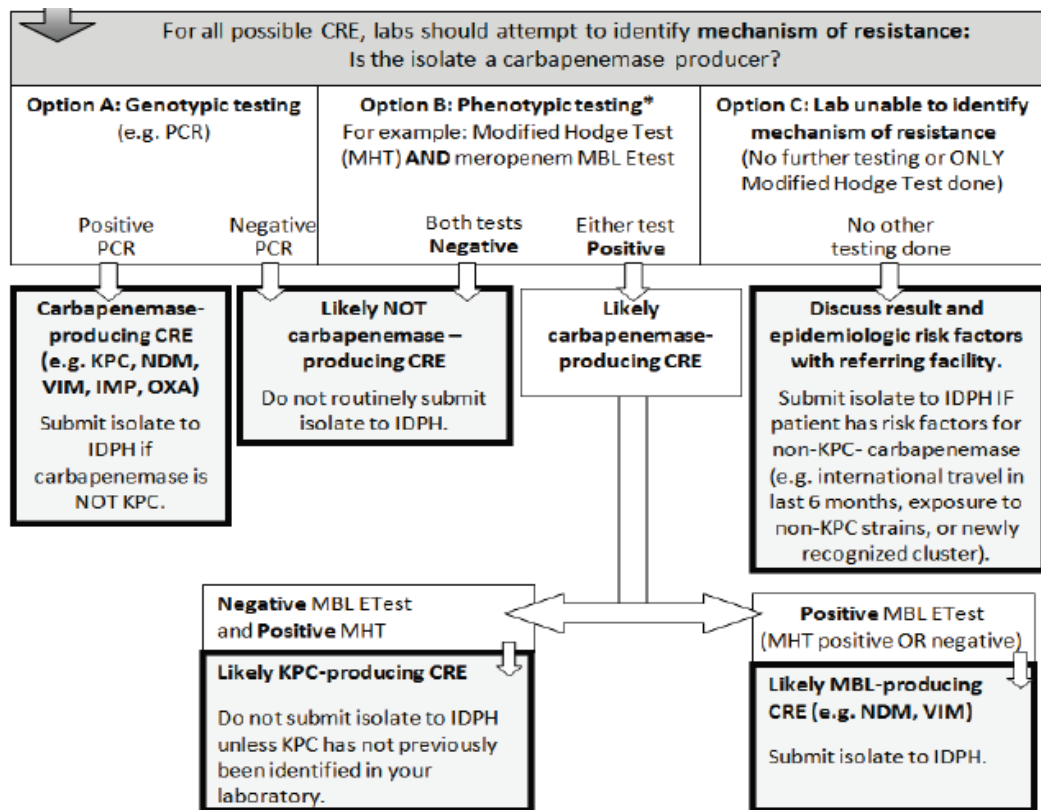 For all possible CRE, labs should attempt to identify mechanism of resistance:
Is the isolate a carbapenemase producer?
Option A: Genotypic testing
(e.g. PCR)
Positive
PCR
Negative
PCR
Option B: Phenotypic testing*
For example: Modified Hodge Test
(MHT) AND meropenem MBL Etest
Both tests
Negative
Either test
Positive
Option C: Lab unable to identify
mechanism of resistance
(No further testing or ONLY
Modified Hodge Test done)
No other
testing done
Carbapenemase-
producing CRE
(e.g. KPC, NDM,
VIM, IMP, OXA)
Submit isolate to
IDPH if
carbapenemase is
NOT KPC.
Likely NOT
carbapenemase –
producing CRE
Do not routinely submit
isolate to IDPH.
Likely
carbapenemase-
producing CRE
Discuss result and
epidemiologic risk factors
with referring facility.
Submit isolate to IDPH IF
patient has risk factors for
non-KPC- carbapenemase
(e.g. international travel in
last 6 months, exposure to
non-KPC strains, or newly
recognized cluster).
Negative MBL ETest
and Positive MHT
Likely KPC-producing CRE
Do not submit isolate to IDPH
unless KPC has not previously
been identified in your
laboratory.
Positive MBL ETest
(MHT positive OR negative)
Likely MBL-producing
CRE (e.g. NDM, VIM)
Submit isolate to IDPH.